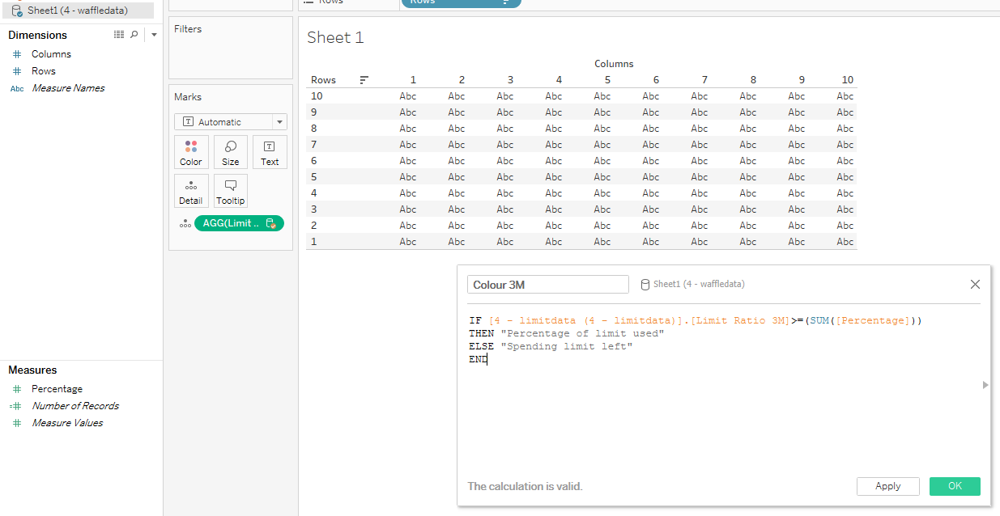 Sheet1 (4 - waffledata)
Rows
Rows
Dimensions
Columns
Rows
Abc Measure Names
Filters
Marks
Automatic
Color Size Text
Detail Tooltip
AGG(Limit ..
Sheet 1
Columns
Rows 1 2 3 4 5 6 7 8 9 10
10 Abc Abc Abc Abc Abc Abc Abc Abc Abc Abc
9 Abc Abc Abc Abc Abc Abc Abc Abc Abc Abc
8 Abc Abc Abc Abc Abc Abc Abc Abc Abc Abc
7 Abc Abc Abc Abc Abc Abc Abc Abc Abc Abc
6 Abc Abc Abc Abc Abc Abc Abc Abc Abc Abc
5 Abc Abc Abc Abc Abc Abc Abc Abc Abc Abc
4 Abc Abc Abc Abc Abc Abc Abc Abc Abc Abc
3 Abc Abc Abc Abc Abc Abc Abc Abc Abc Abc
2 Abc Abc Abc Abc Abc Abc Abc Abc Abc Abc
1 Abc Abc Abc Abc Abc Abc Abc Abc Abc Abc
Measures
Percentage
Number of Records
Measure Values
Colour 3M Sheet1 (4 - waffledata)
IF [4 - limitdata (4 - limitdata)].[Limit Ratio 3M]>=(SUM([Percentage]))
THEN "Percentage of limit used"
ELSE "Spending limit left"
END
The calculation is valid.
Apply OK